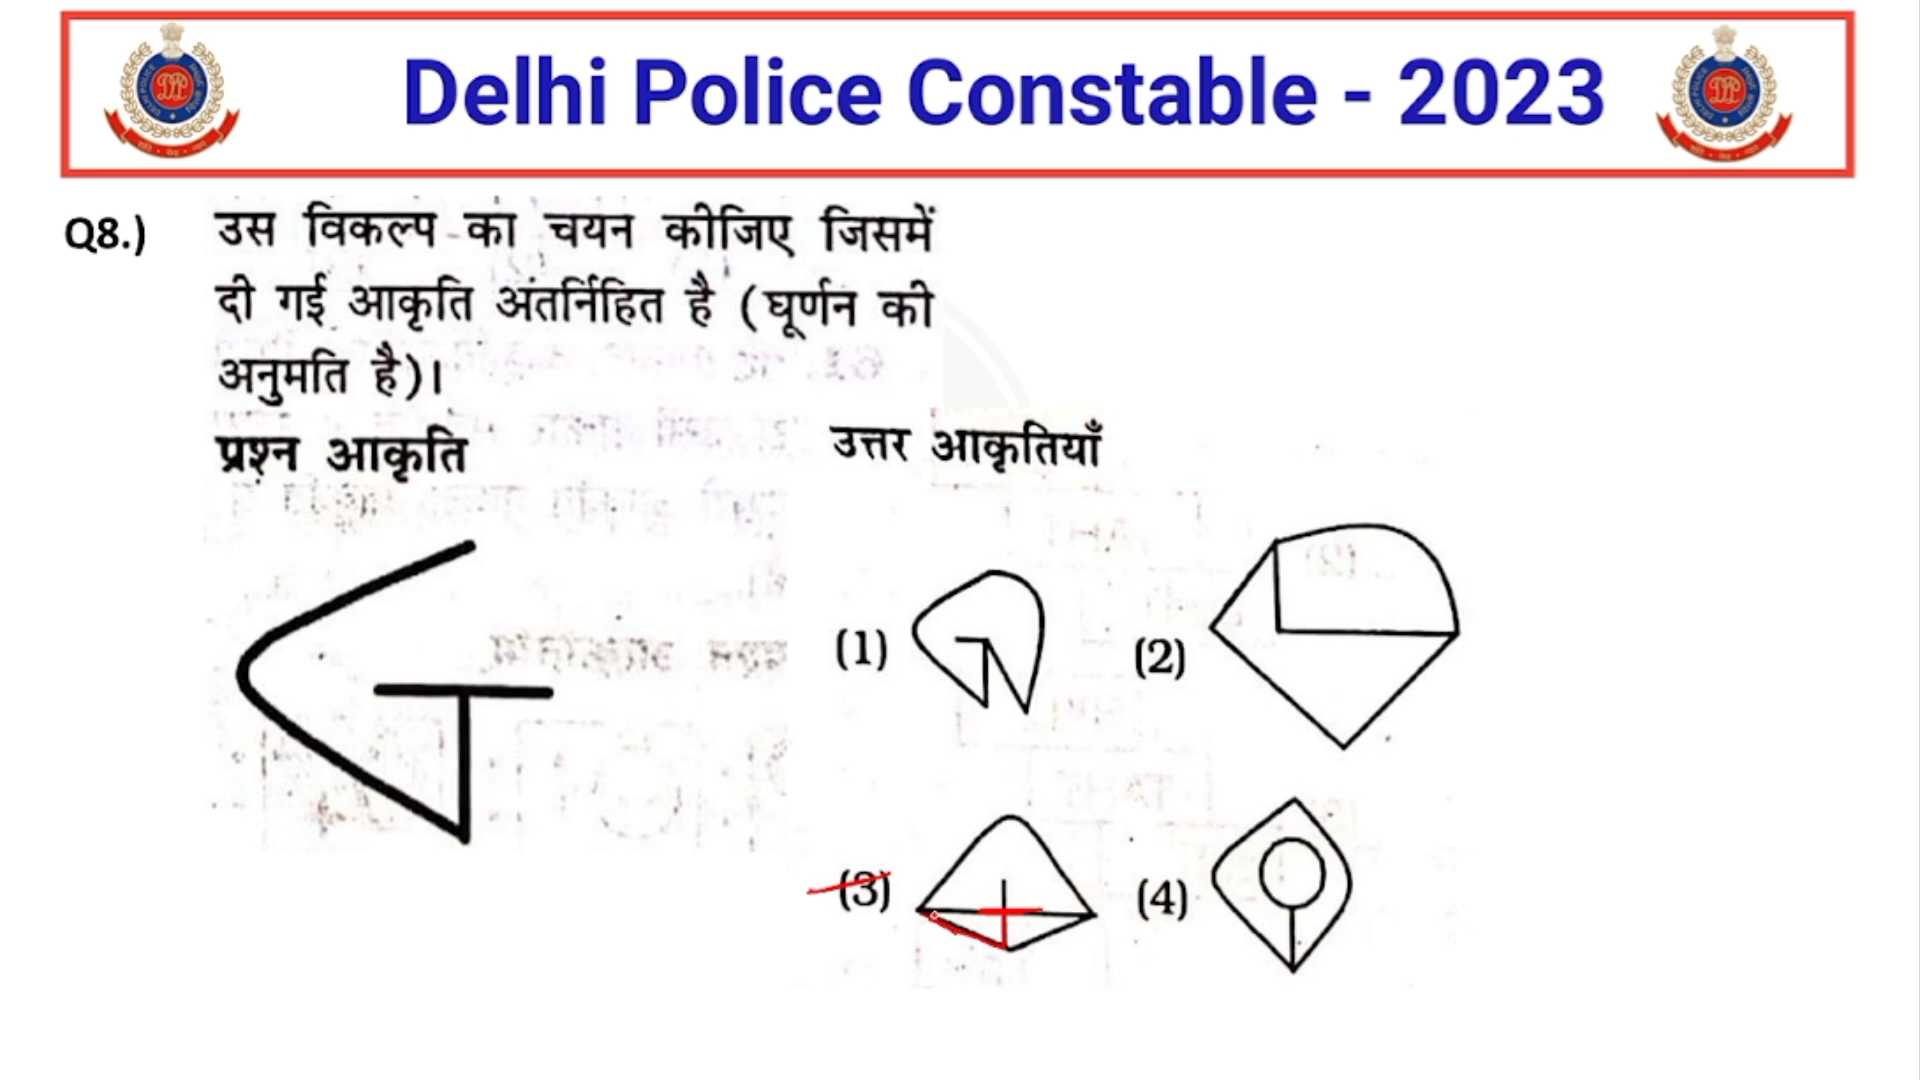 Delhi Police Constable - 2023
Q8.) उस विकल्प का चयन कीजिए जिसमें
दी गई आकृति अंतर्निहित है (घूर्णन की
अनुमति है)।
प्रश्न आकृति
उत्तर आकृतियाँ
(1)
(2)
(3)
(4)